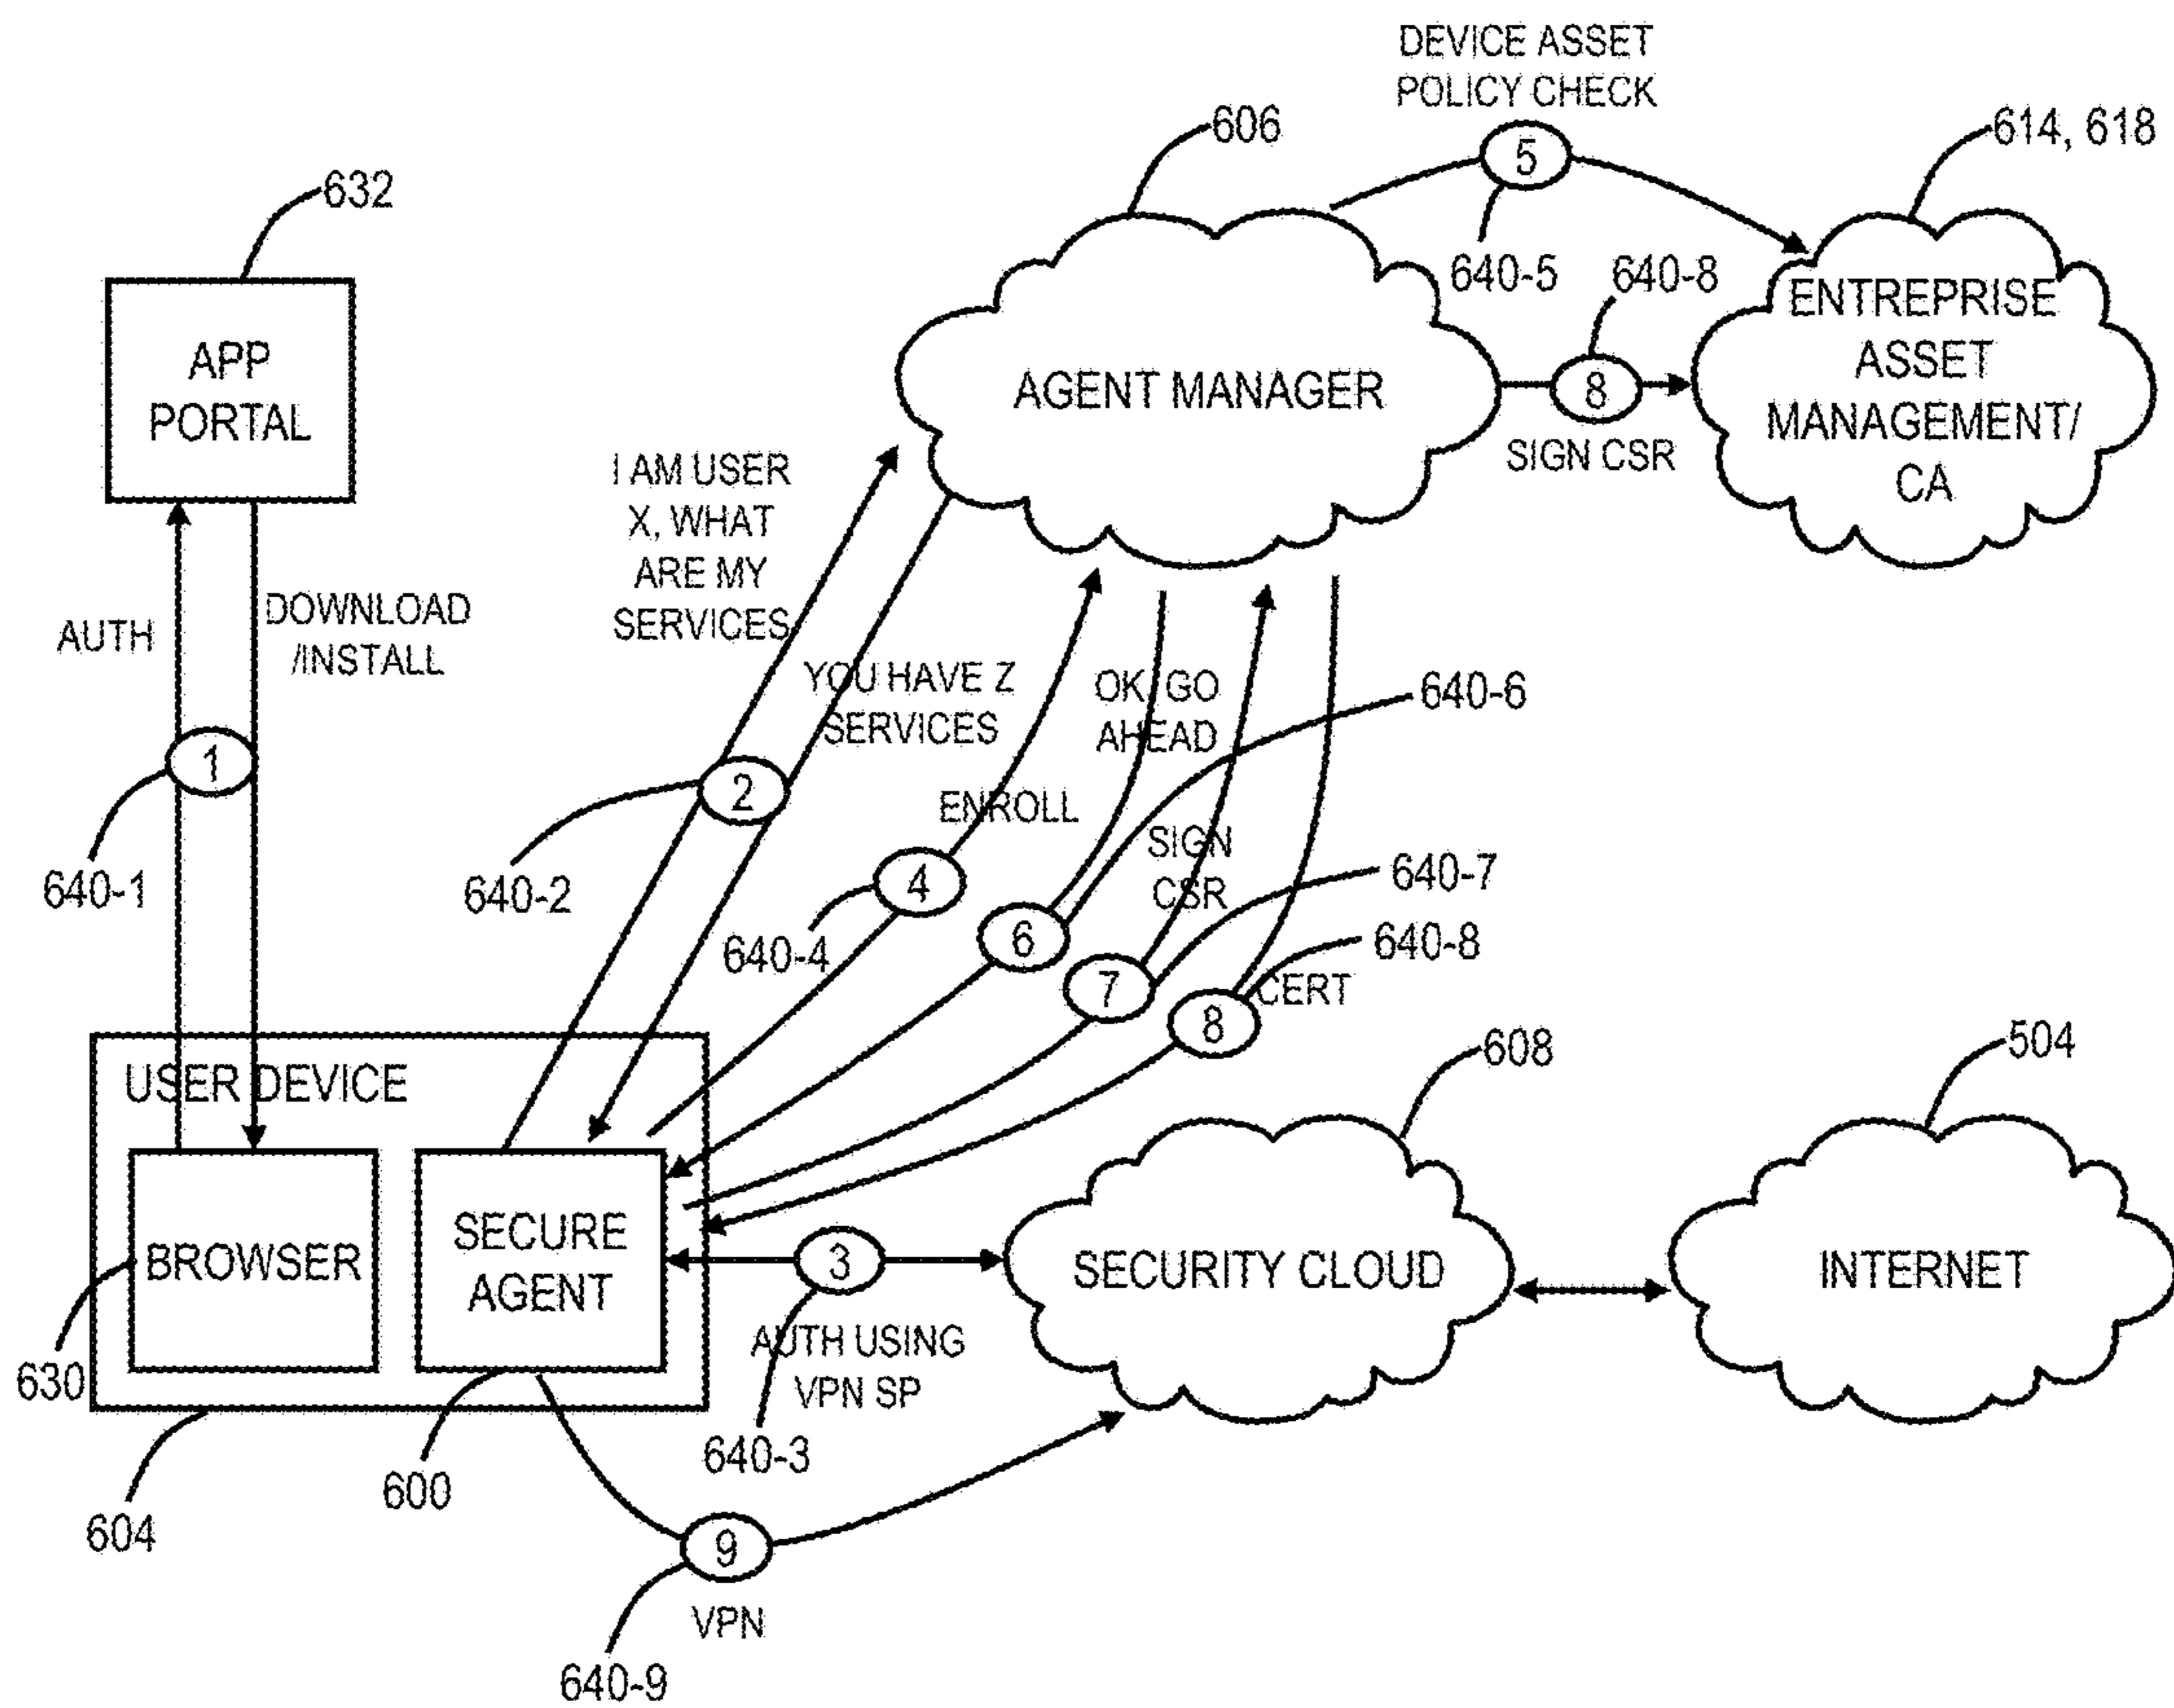 DEVICE ASSET
POLICY CHECK
606
5
614, 618
632
640-5
640-8
APP
PORTAL
AGENT MANAGER
8
SIGN CSR
ENTREPRISE
ASSET
MANAGEMENT/
CA
I AM USER
X, WHAT
ARE MY
SERVICES
AUTH
DOWNLOAD
/INSTALL
YOU HAVE Z
SERVICES
OK, GO
AHEAD
640-6
1
2
640-1
640-2
ENROLL
4
640-4
SIGN
CSR
6
640-7
7
640-8
8
CERT
USER DEVICE
608
504
BROWSER
SECURE
AGENT
3
SECURITY CLOUD
INTERNET
AUTH USING
VPN SP
630
640-3
600
604
9
VPN
640-9